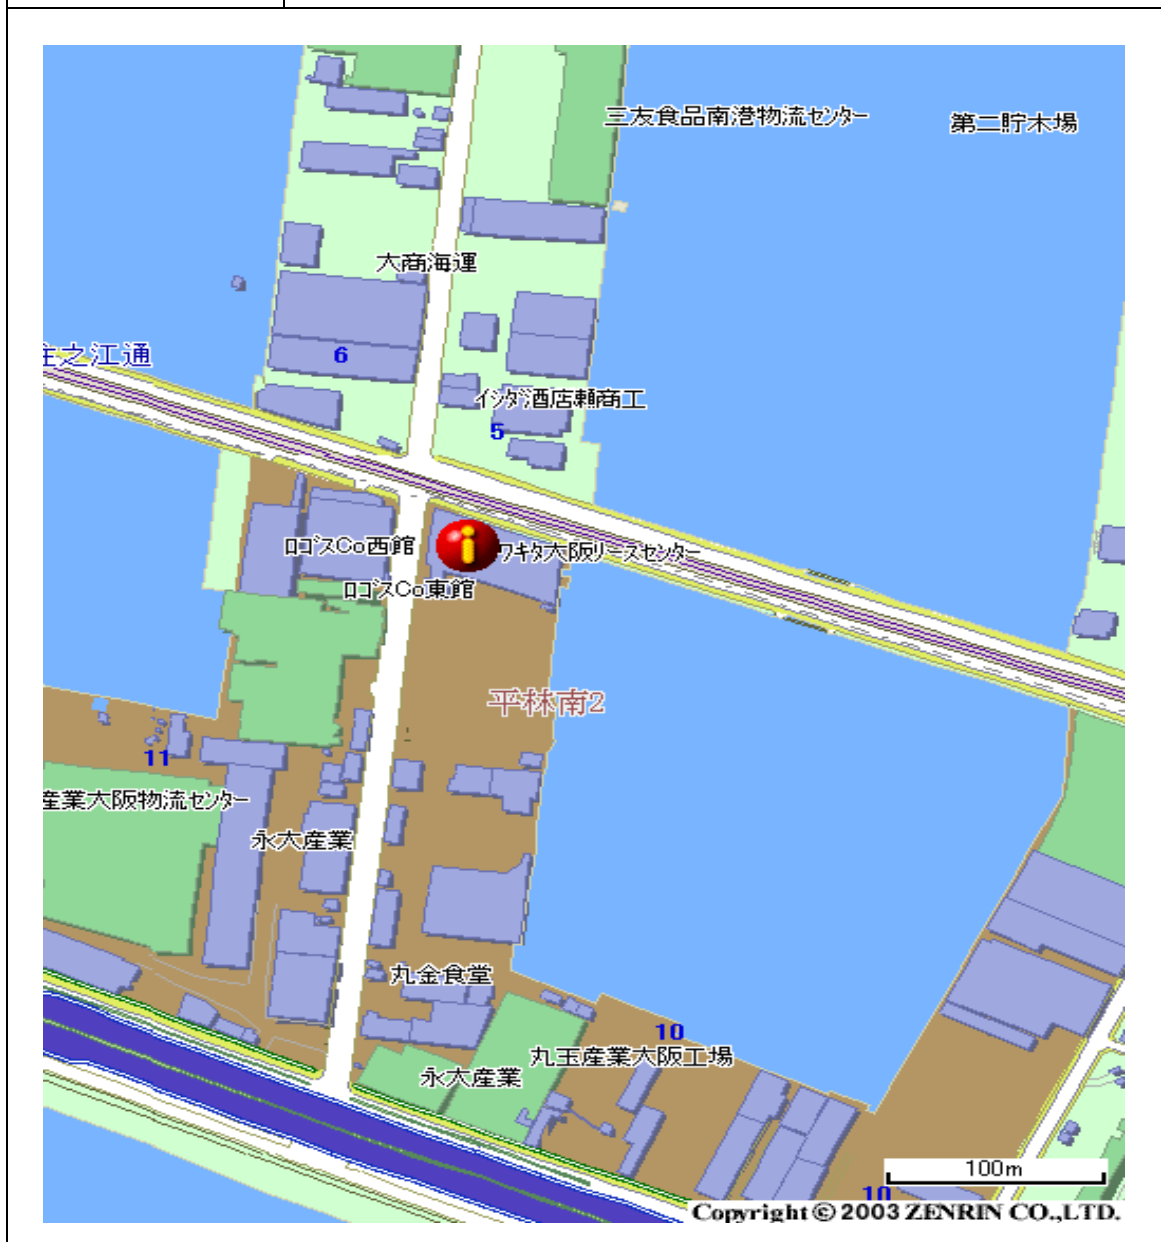 三友食品南港物流センター
第二貯木場
大商海運
6
住之江通
イシダ酒店頼商工
5
ロゴスCo西館
ワキタ大阪リースセンター
ロゴスCo東館
平林南2
11
産業大阪物流センター
永大産業
丸金食堂
10
丸玉産業大阪工場
永大産業
100m
10
Copyright © 2003 ZENRIN CO.,LTD.